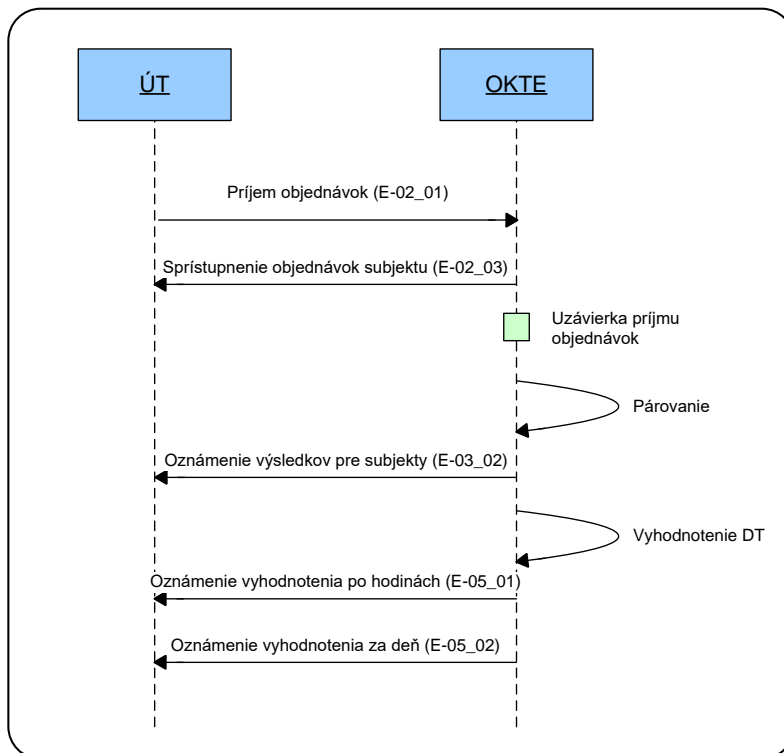 ÚT
OKTE
Príjem objednávok (E-02_01)
Sprístupnenie objednávok subjektu (E-02_03)
Uzávierka príjmu
objednávok
Párovanie
Oznámenie výsledkov pre subjekty (E-03_02)
Vyhodnotenie DT
Oznámenie vyhodnotenia po hodinách (E-05_01)
Oznámenie vyhodnotenia za deň (E-05_02)